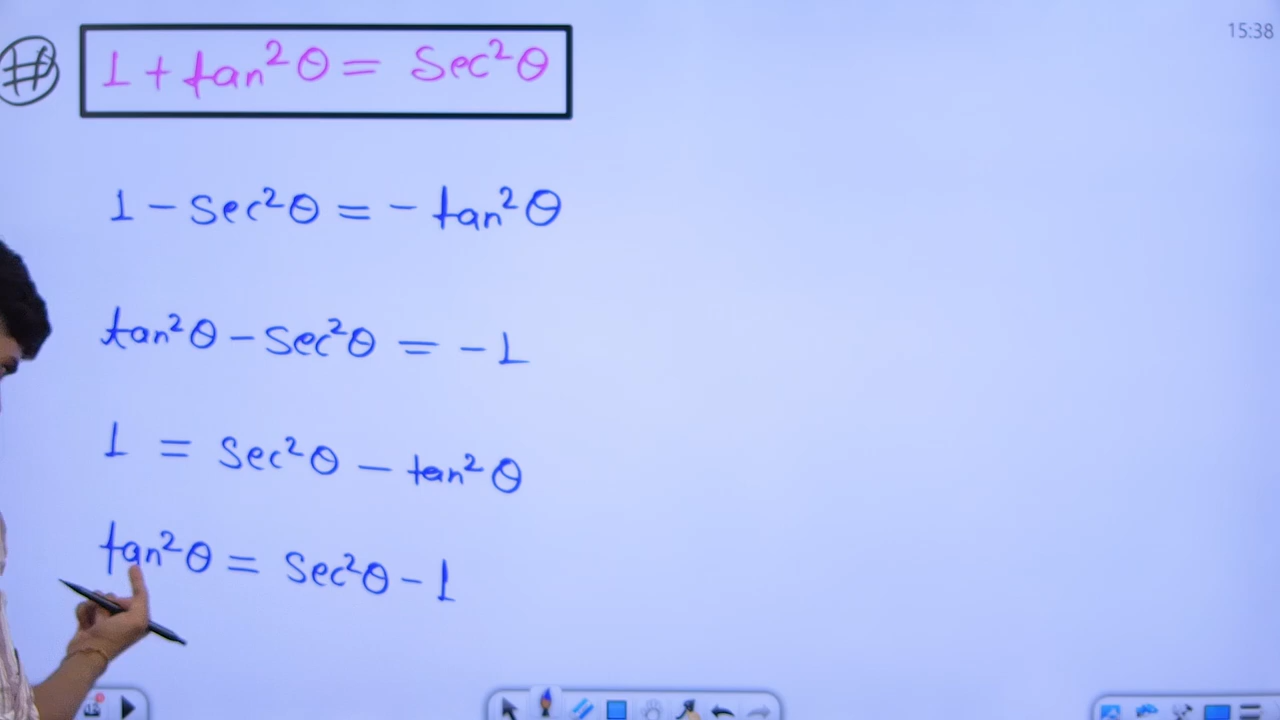 15:38
# 1 + tan²θ = sec²θ
1 - sec²θ = - tan²θ
tan²θ - sec²θ = -1
1 = sec²θ - tan²θ
tan²θ = sec²θ - 1